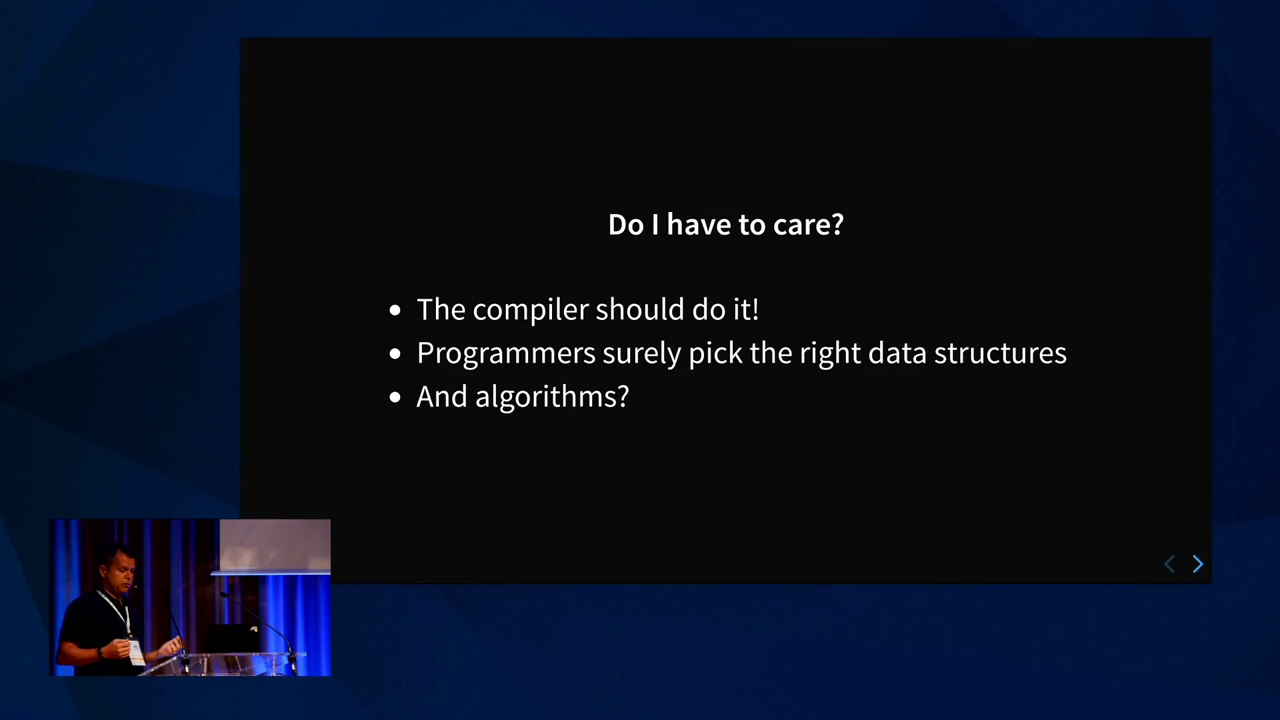 Do I have to care?
The compiler should do it!
Programmers surely pick the right data structures
And algorithms?